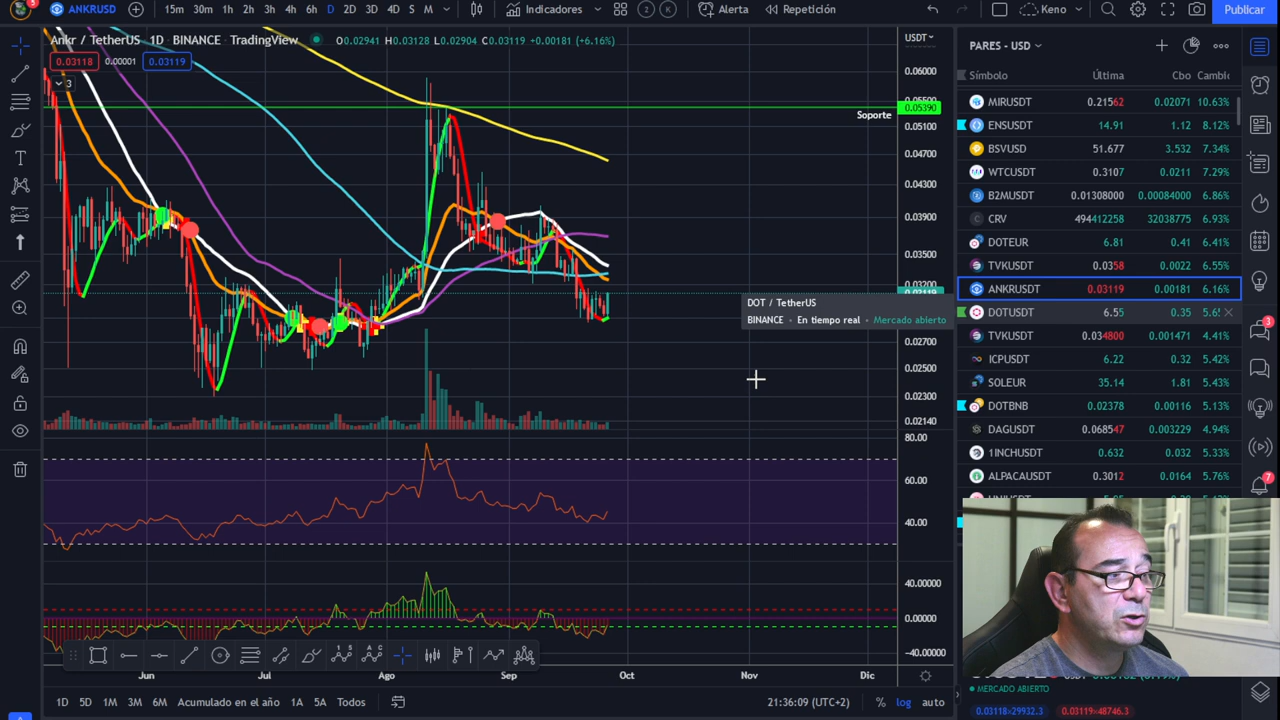 5
ANKRUSD
15m 30m 1h 2h 3h 4h 6h D 2D 3D 4D S M
Indicadores
2 K
Alerta
Repetición
Keno
Publicar
Ankr / TetherUS · 1D · BINANCE · TradingView
O0.02941 H0.03128 L0.02904 C0.03119 +0.00181 (+6.16%)
0.03118 0.00001 0.03119
3
USDT
0.06000
0.05390
Soporte
0.05100
0.04700
0.04300
0.03900
0.03500
0.03200
0.03119
0.02700
0.02500
0.02300
0.02140
80.00
60.00
40.00
40.00000
0.00000
-40.00000
DOT / TetherUS
BINANCE · En tiempo real · Mercado abierto
Jun Jul Ago Sep Oct Nov Dic
1D 5D 1M 3M 6M Acumulado en el año 1A 5A Todos
21:36:09 (UTC+2)
% log auto
PARES - USD
Símbolo Última Cbo Cambio
MIRUSDT 0.21562 0.02071 10.63%
ENSUSDT 14.91 1.12 8.12%
BSVUSD 51.677 3.532 7.34%
WTCUSDT 0.3107 0.0211 7.29%
B2MUSDT 0.01308000 0.00084000 6.86%
CRV 494412258 32038775 6.93%
DOTEUR 6.81 0.41 6.41%
TVKUSDT 0.0358 0.0022 6.55%
ANKRUSDT 0.03119 0.00181 6.16%
DOTUSDT 6.55 0.35 5.6
TVKUSDT 0.034800 0.001471 4.41%
ICPUSDT 6.22 0.32 5.42%
SOLEUR 35.14 1.81 5.43%
DOTBNB 0.02378 0.00116 5.13%
DAGUSDT 0.068547 0.003229 4.94%
1INCHUSDT 0.632 0.032 5.33%
ALPACAUSDT 0.3012 0.0164 5.76%
MERCADO ABIERTO
0.03118×29932.3 0.03119×48746.3
3
7